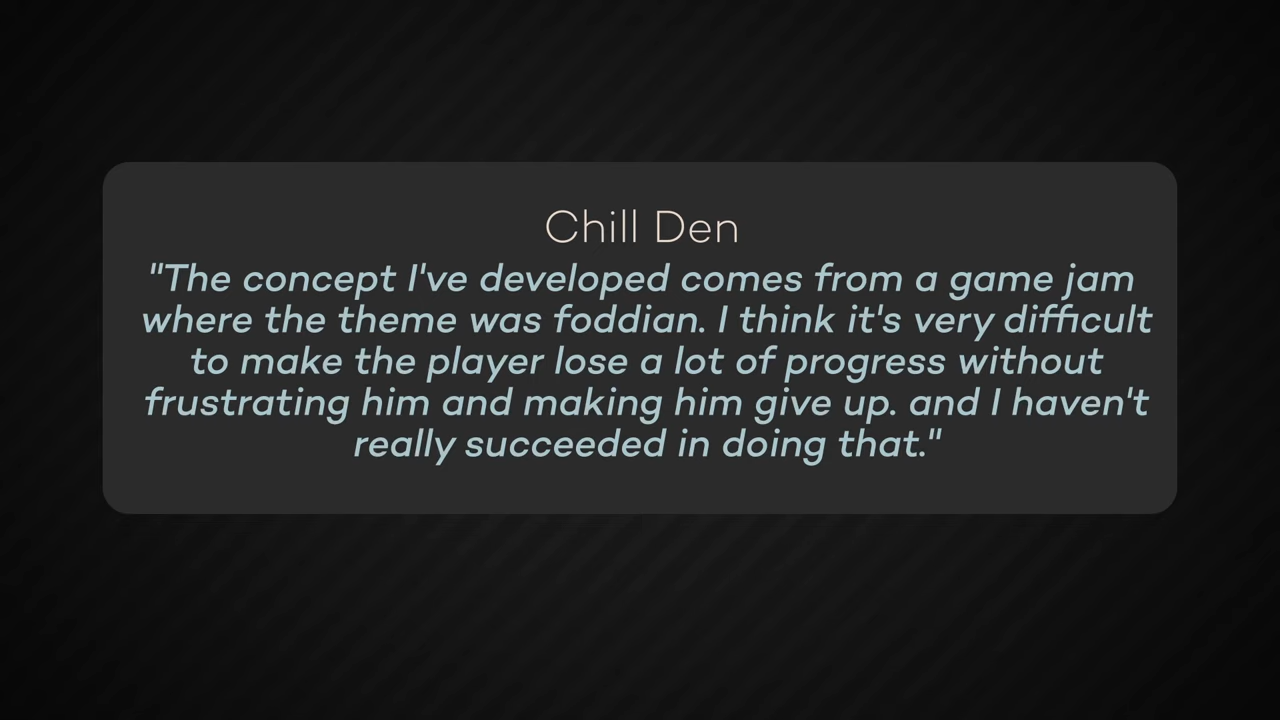 Chill Den
"The concept I've developed comes from a game jam
where the theme was foddian. I think it's very difficult
to make the player lose a lot of progress without
frustrating him and making him give up. and I haven't
really succeeded in doing that."